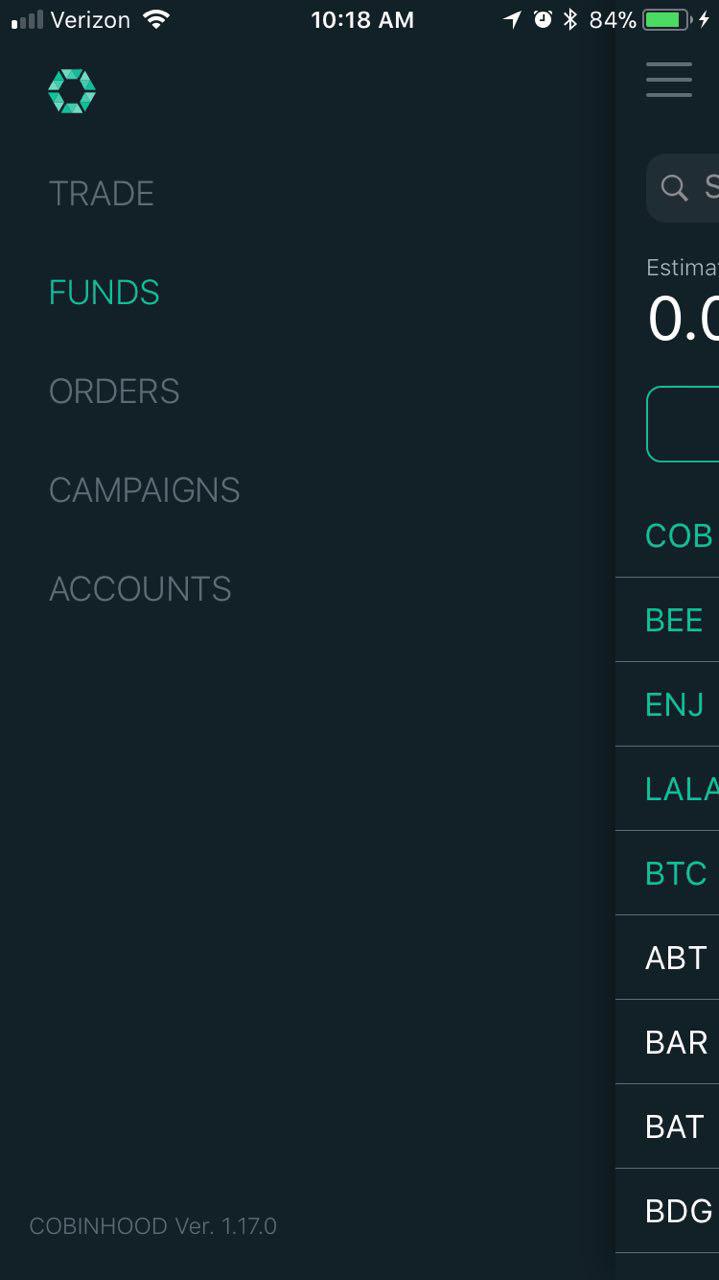 Verizon 10:18 AM 84%
TRADE
FUNDS
ORDERS
CAMPAIGNS
ACCOUNTS
COBINHOOD Ver. 1.17.0
S
Estima
0.0
COB
BEE
ENJ
LALA
BTC
ABT
BAR
BAT
BDG